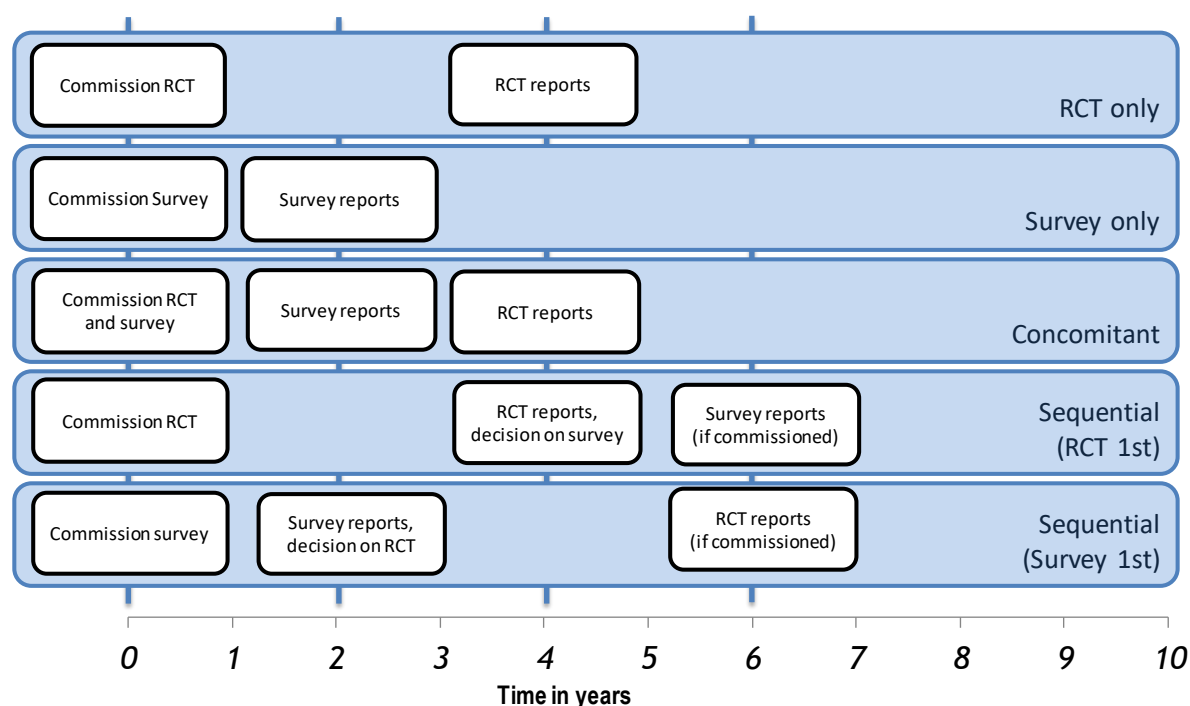 Commission RCT
RCT reports
RCT only
Commission Survey
Survey reports
Survey only
Commission RCT
and survey
Survey reports
RCT reports
Concomitant
Commission RCT
RCT reports,
decision on survey
Survey reports
(if commissioned)
Sequential
(RCT 1st)
Commission survey
Survey reports,
decision on RCT
RCT reports
(if commissioned)
Sequential
(Survey 1st)
0 1 2 3 4 5 6 7 8 9 10
Time in years